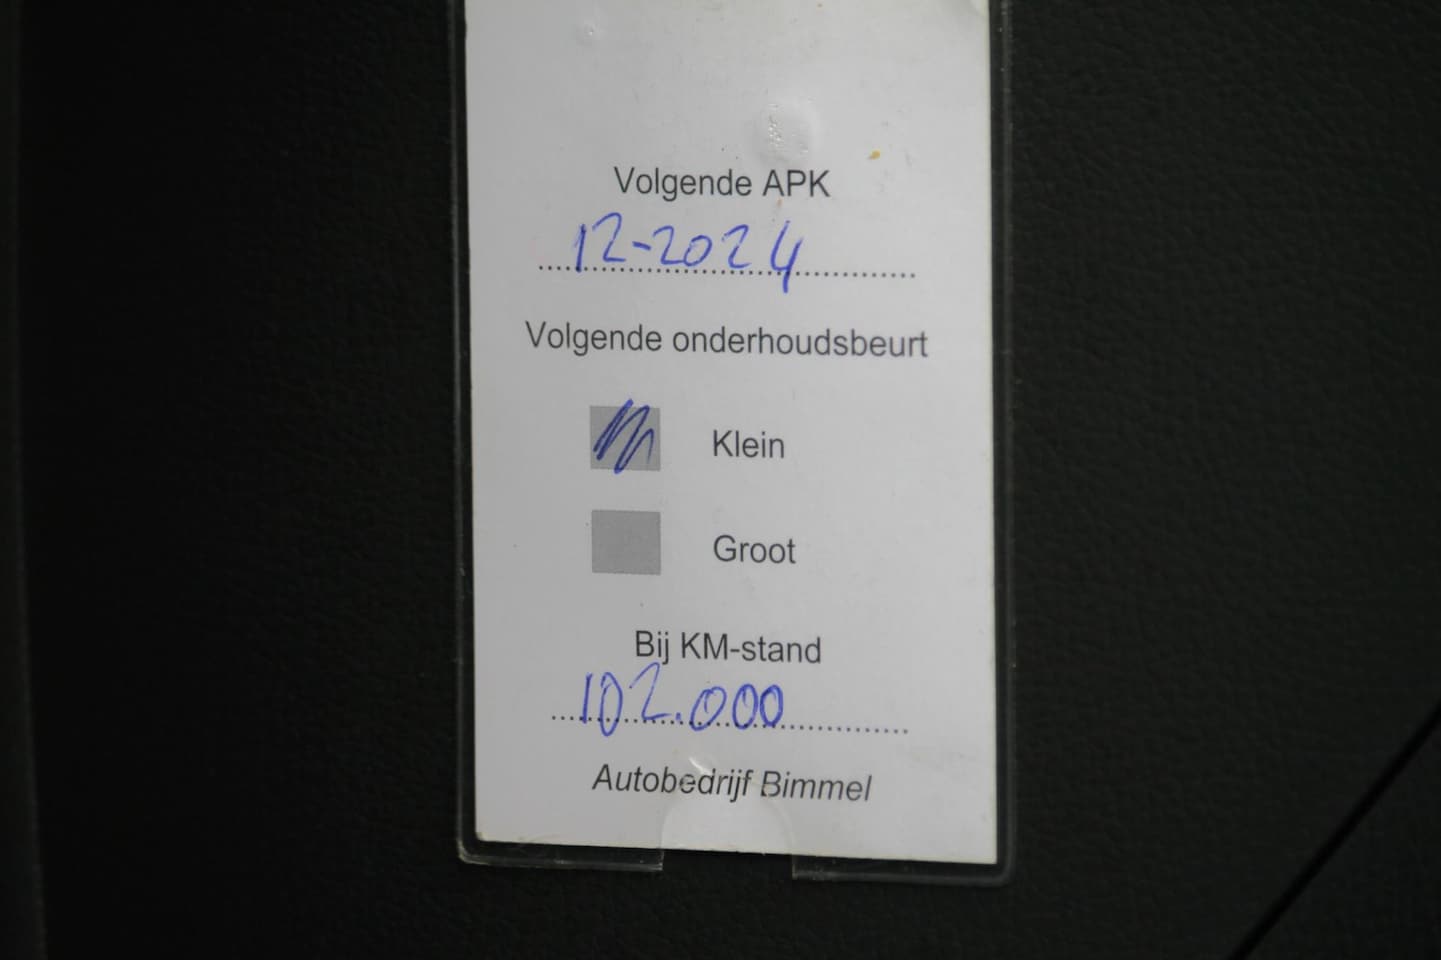 Volgende APK
12-2024
Volgende onderhoudsbeurt
Klein
Groot
Bij KM-stand
102.000
Autobedrijf Bimmel